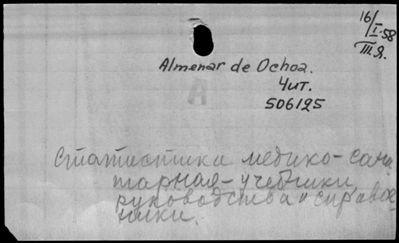 16/I-58
III я.
Almenar de Ochoa.
Чит.
506125
Статистика медико-сани
тарная-учебники,
руководства и справоч
ники.